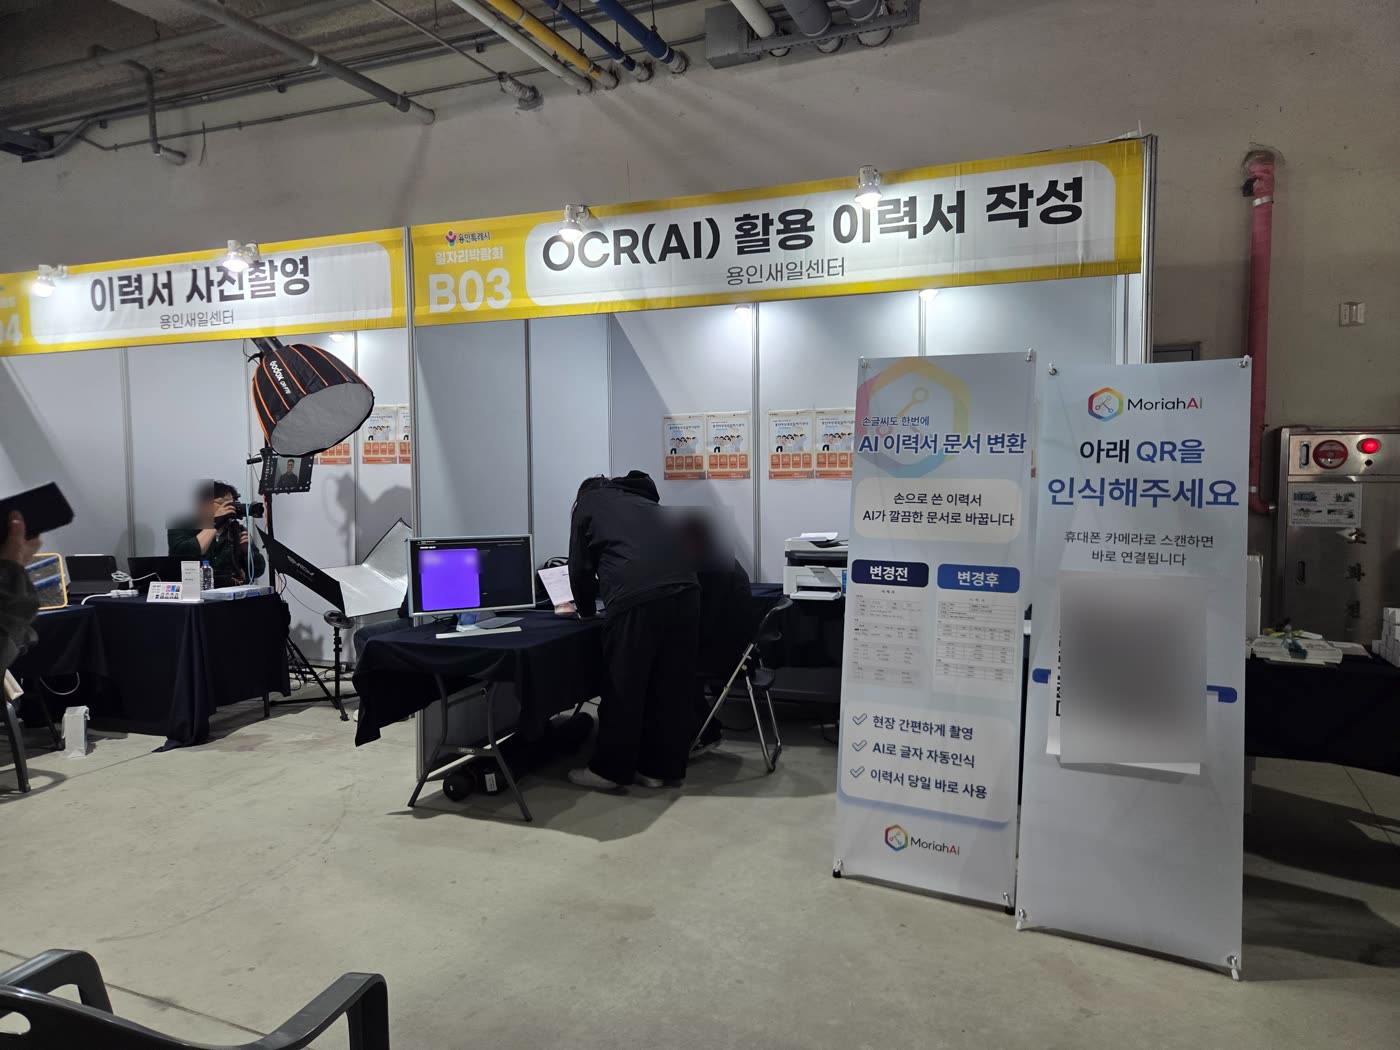 이력서 사진촬영
용인새일센터
04
용인특례시
일자리박람회
B03
OCR(AI) 활용 이력서 작성
용인새일센터
godox
손글씨도 한번에
AI 이력서 문서 변환
손으로 쓴 이력서
AI가 깔끔한 문서로 바꿉니다
변경전
변경후
현장 간편하게 촬영
AI로 글자 자동인식
이력서 당일 바로 사용
MoriahAI
MoriahAI
아래 QR을
인식해주세요
휴대폰 카메라로 스캔하면
바로 연결됩니다
소화전